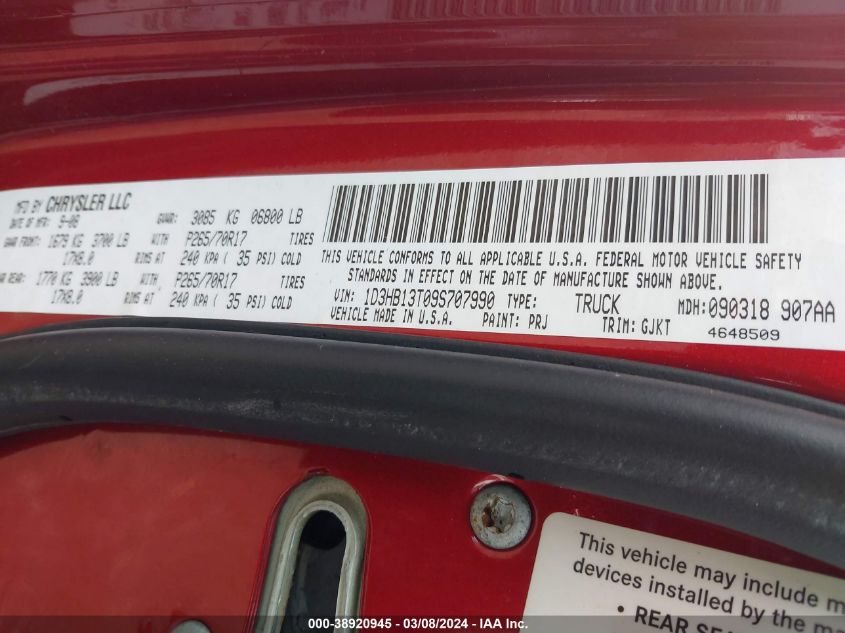 MFD BY CHRYSLER LLC
DATE OF MFR: 9-08 GVWR: 3085 KG 06800 LB
GAWR FRONT: 1679 KG 3700 LB WITH P265/70R17 TIRES
17X8.0 RIMS AT 240 KPA ( 35 PSI) COLD
AR REAR: 1770 KG 3900 LB WITH P265/70R17 TIRES
17X8.0 RIMS AT 240 KPA ( 35 PSI) COLD
THIS VEHICLE CONFORMS TO ALL APPLICABLE U.S.A. FEDERAL MOTOR VEHICLE SAFETY
STANDARDS IN EFFECT ON THE DATE OF MANUFACTURE SHOWN ABOVE.
VIN: 1D3HB13T09S707990 TYPE: TRUCK MDH:090318 907AA
VEHICLE MADE IN U.S.A. PAINT: PRJ TRIM: GJKT 4648509
This vehicle may include m
devices installed by the ma
• REAR SEA
000-38920945 - 03/08/2024 - IAA Inc.